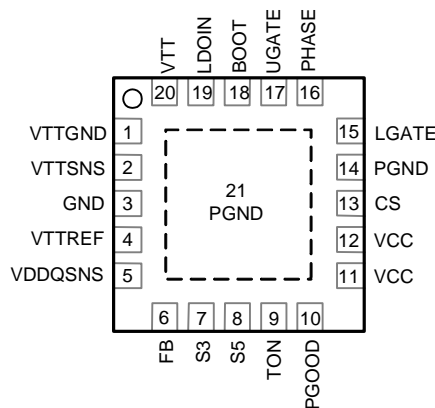 VTT
LDOIN
BOOT
UGATE
PHASE
20
19
18
17
16
VTTGND
1
15
LGATE
VTTSNS
2
21
14
PGND
GND
3
PGND
13
CS
VTTREF
4
12
VCC
VDDQSNS
5
11
VCC
6
7
8
9
10
FB
S3
S5
TON
PGOOD